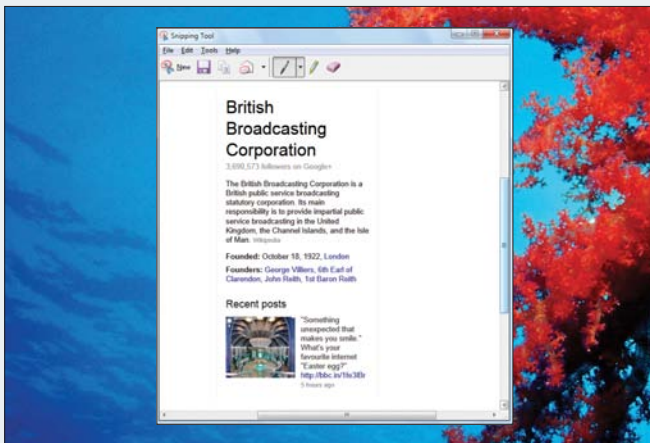 Snipping Tool
File Edit Tools Help
New
British
Broadcasting
Corporation
3,699,573 followers on Google+
The British Broadcasting Corporation is a
British public service broadcasting
statutory corporation. Its main
responsibility is to provide impartial public
service broadcasting in the United
Kingdom, the Channel Islands, and the Isle
of Man. Wikipedia
Founded: October 18, 1922, London
Founders: George Villiers, 6th Earl of
Clarendon, John Reith, 1st Baron Reith
Recent posts
"Something
unexpected that
makes you smile."
What's your
favourite internet
"Easter egg?"
5 hours ago